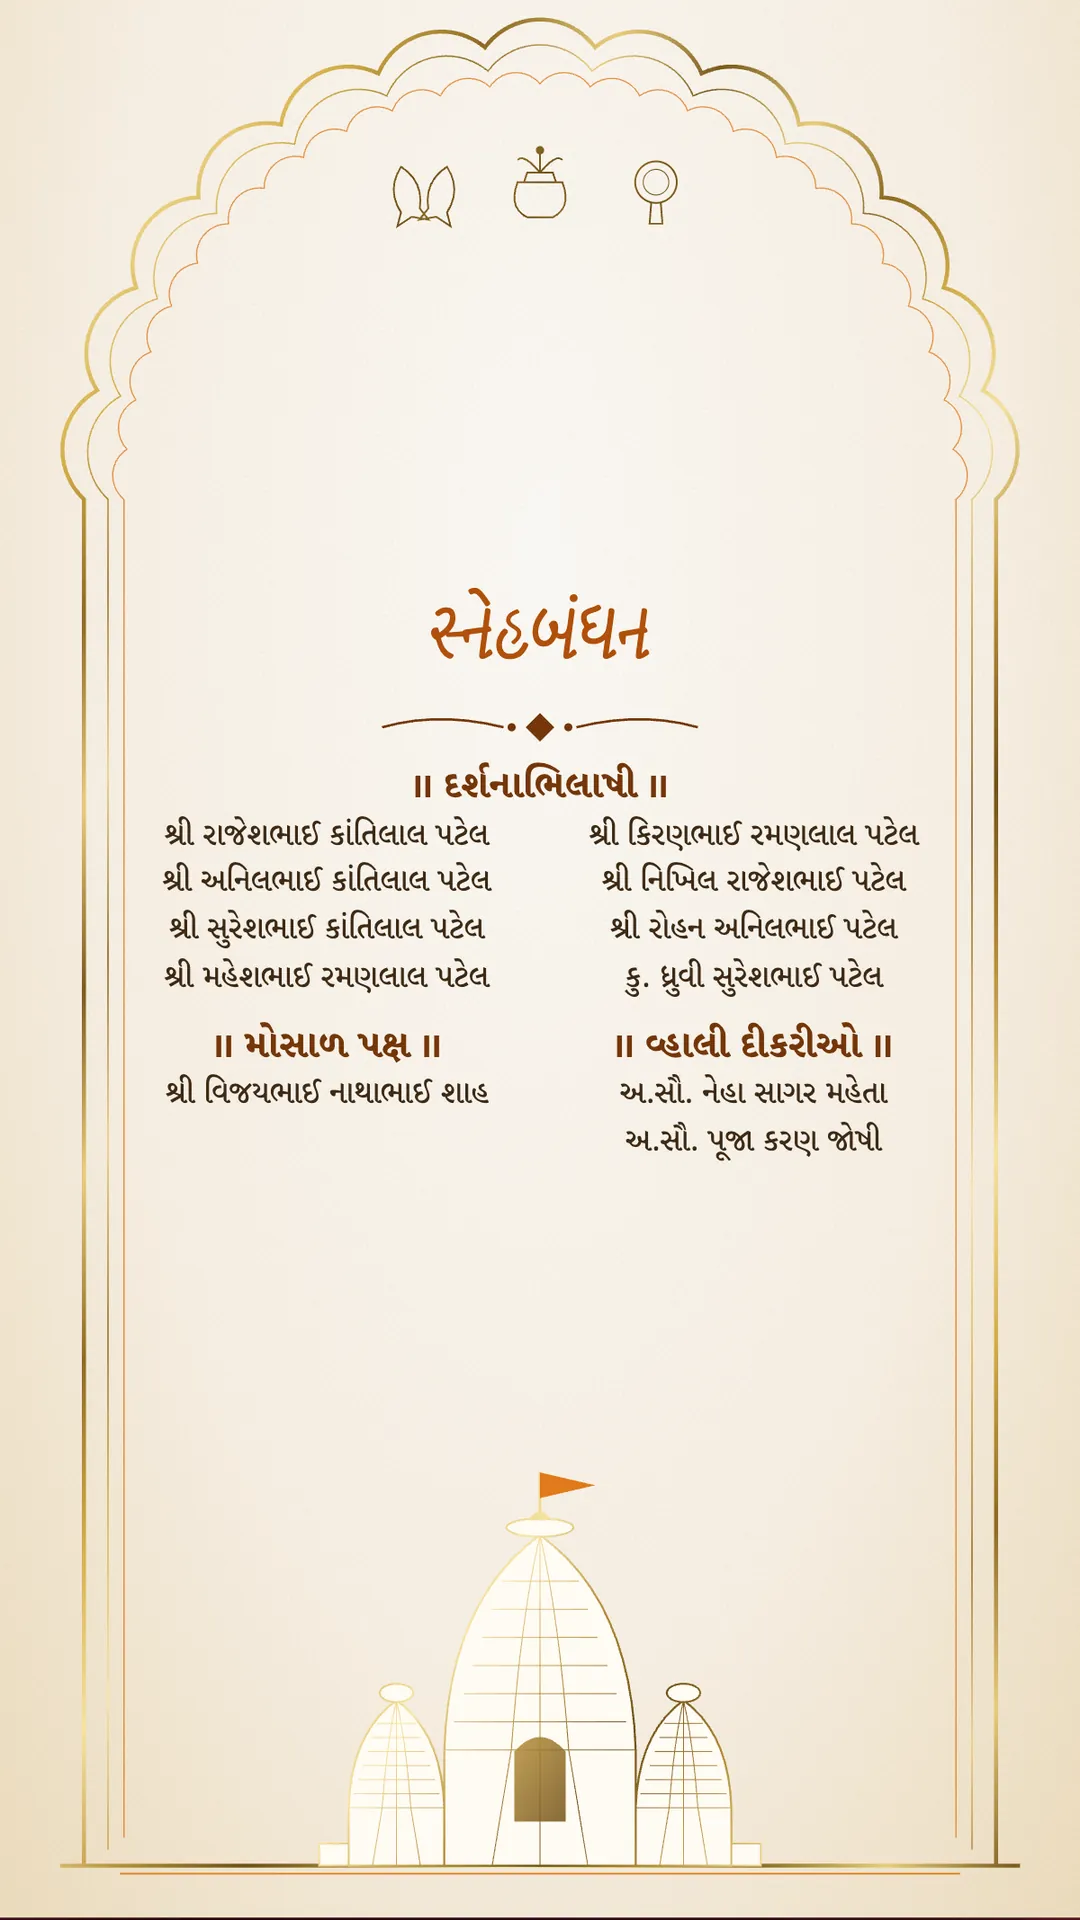 સ્નેહબંધન
॥ દર્શનાભિલાષી ॥
શ્રી રાજેશભાઈ કાંતિલાલ પટેલ
શ્રી અનિલભાઈ કાંતિલાલ પટેલ
શ્રી સુરેશભાઈ કાંતિલાલ પટેલ
શ્રી મહેશભાઈ રમણલાલ પટેલ
શ્રી કિરણભાઈ રમણલાલ પટેલ
શ્રી નિખિલ રાજેશભાઈ પટેલ
શ્રી રોહન અનિલભાઈ પટેલ
કુ. ધ્રુવી સુરેશભાઈ પટેલ
॥ મોસાળ પક્ષ ॥
શ્રી વિજયભાઈ નાથાભાઈ શાહ
॥ વ્હાલી દીકરીઓ ॥
અ.સૌ. નેહા સાગર મહેતા
અ.સૌ. પૂજા કરણ જોષી